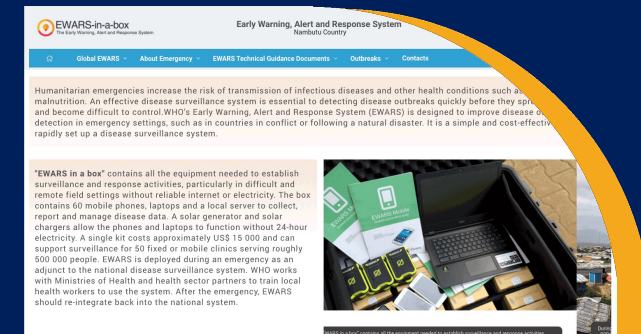 EWARS-in-a-box
The Early Warning, Alert and Response System
Early Warning, Alert and Response System
Nambutu Country
Global EWARS
About Emergency
EWARS Technical Guidance Documents
Outbreaks
Contacts
Humanitarian emergencies increase the risk of transmission of infectious diseases and other health conditions such as
malnutrition. An effective disease surveillance system is essential to detecting disease outbreaks quickly before they
and become difficult to control.WHO's Early Warning, Alert and Response System (EWARS) is designed to improve disease
detection in emergency settings, such as in countries in conflict or following a natural disaster. It is a simple and
rapidly set up a disease surveillance system.
"EWARS in a box" contains all the equipment needed to establish
surveillance and response activities, particularly in difficult and
remote field settings without reliable internet or electricity. The box
contains 60 mobile phones, laptops and a local server to collect,
report and manage disease data. A solar generator and solar
chargers allow the phones and laptops to function without 24-hour
electricity. A single kit costs approximately US$ 15 000 and can
support surveillance for 50 fixed or mobile clinics serving roughly
500 000 people. EWARS is deployed during an emergency as an
adjunct to the national disease surveillance system. WHO works
with Ministries of Health and health sector partners to train local
health workers to use the system. After the emergency, EWARS
should re-integrate back into the national system.
EWARS Mobile